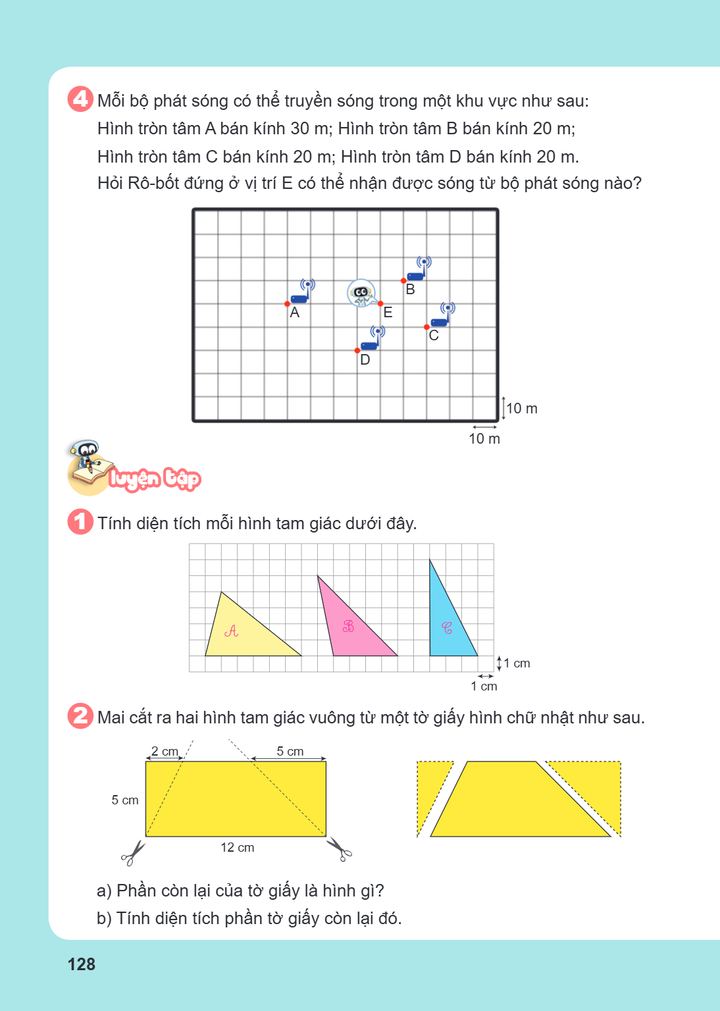 4 Mỗi bộ phát sóng có thể truyền sóng trong một khu vực như sau:
Hình tròn tâm A bán kính 30 m; Hình tròn tâm B bán kính 20 m;
Hình tròn tâm C bán kính 20 m; Hình tròn tâm D bán kính 20 m.
Hỏi Rô-bốt đứng ở vị trí E có thể nhận được sóng từ bộ phát sóng nào?
B
A
E
C
D
10 m
10 m
luyện tập
1 Tính diện tích mỗi hình tam giác dưới đây.
A
B
C
1 cm
1 cm
2 Mai cắt ra hai hình tam giác vuông từ một tờ giấy hình chữ nhật như sau.
2 cm
5 cm
5 cm
12 cm
a) Phần còn lại của tờ giấy là hình gì?
b) Tính diện tích phần tờ giấy còn lại đó.
128